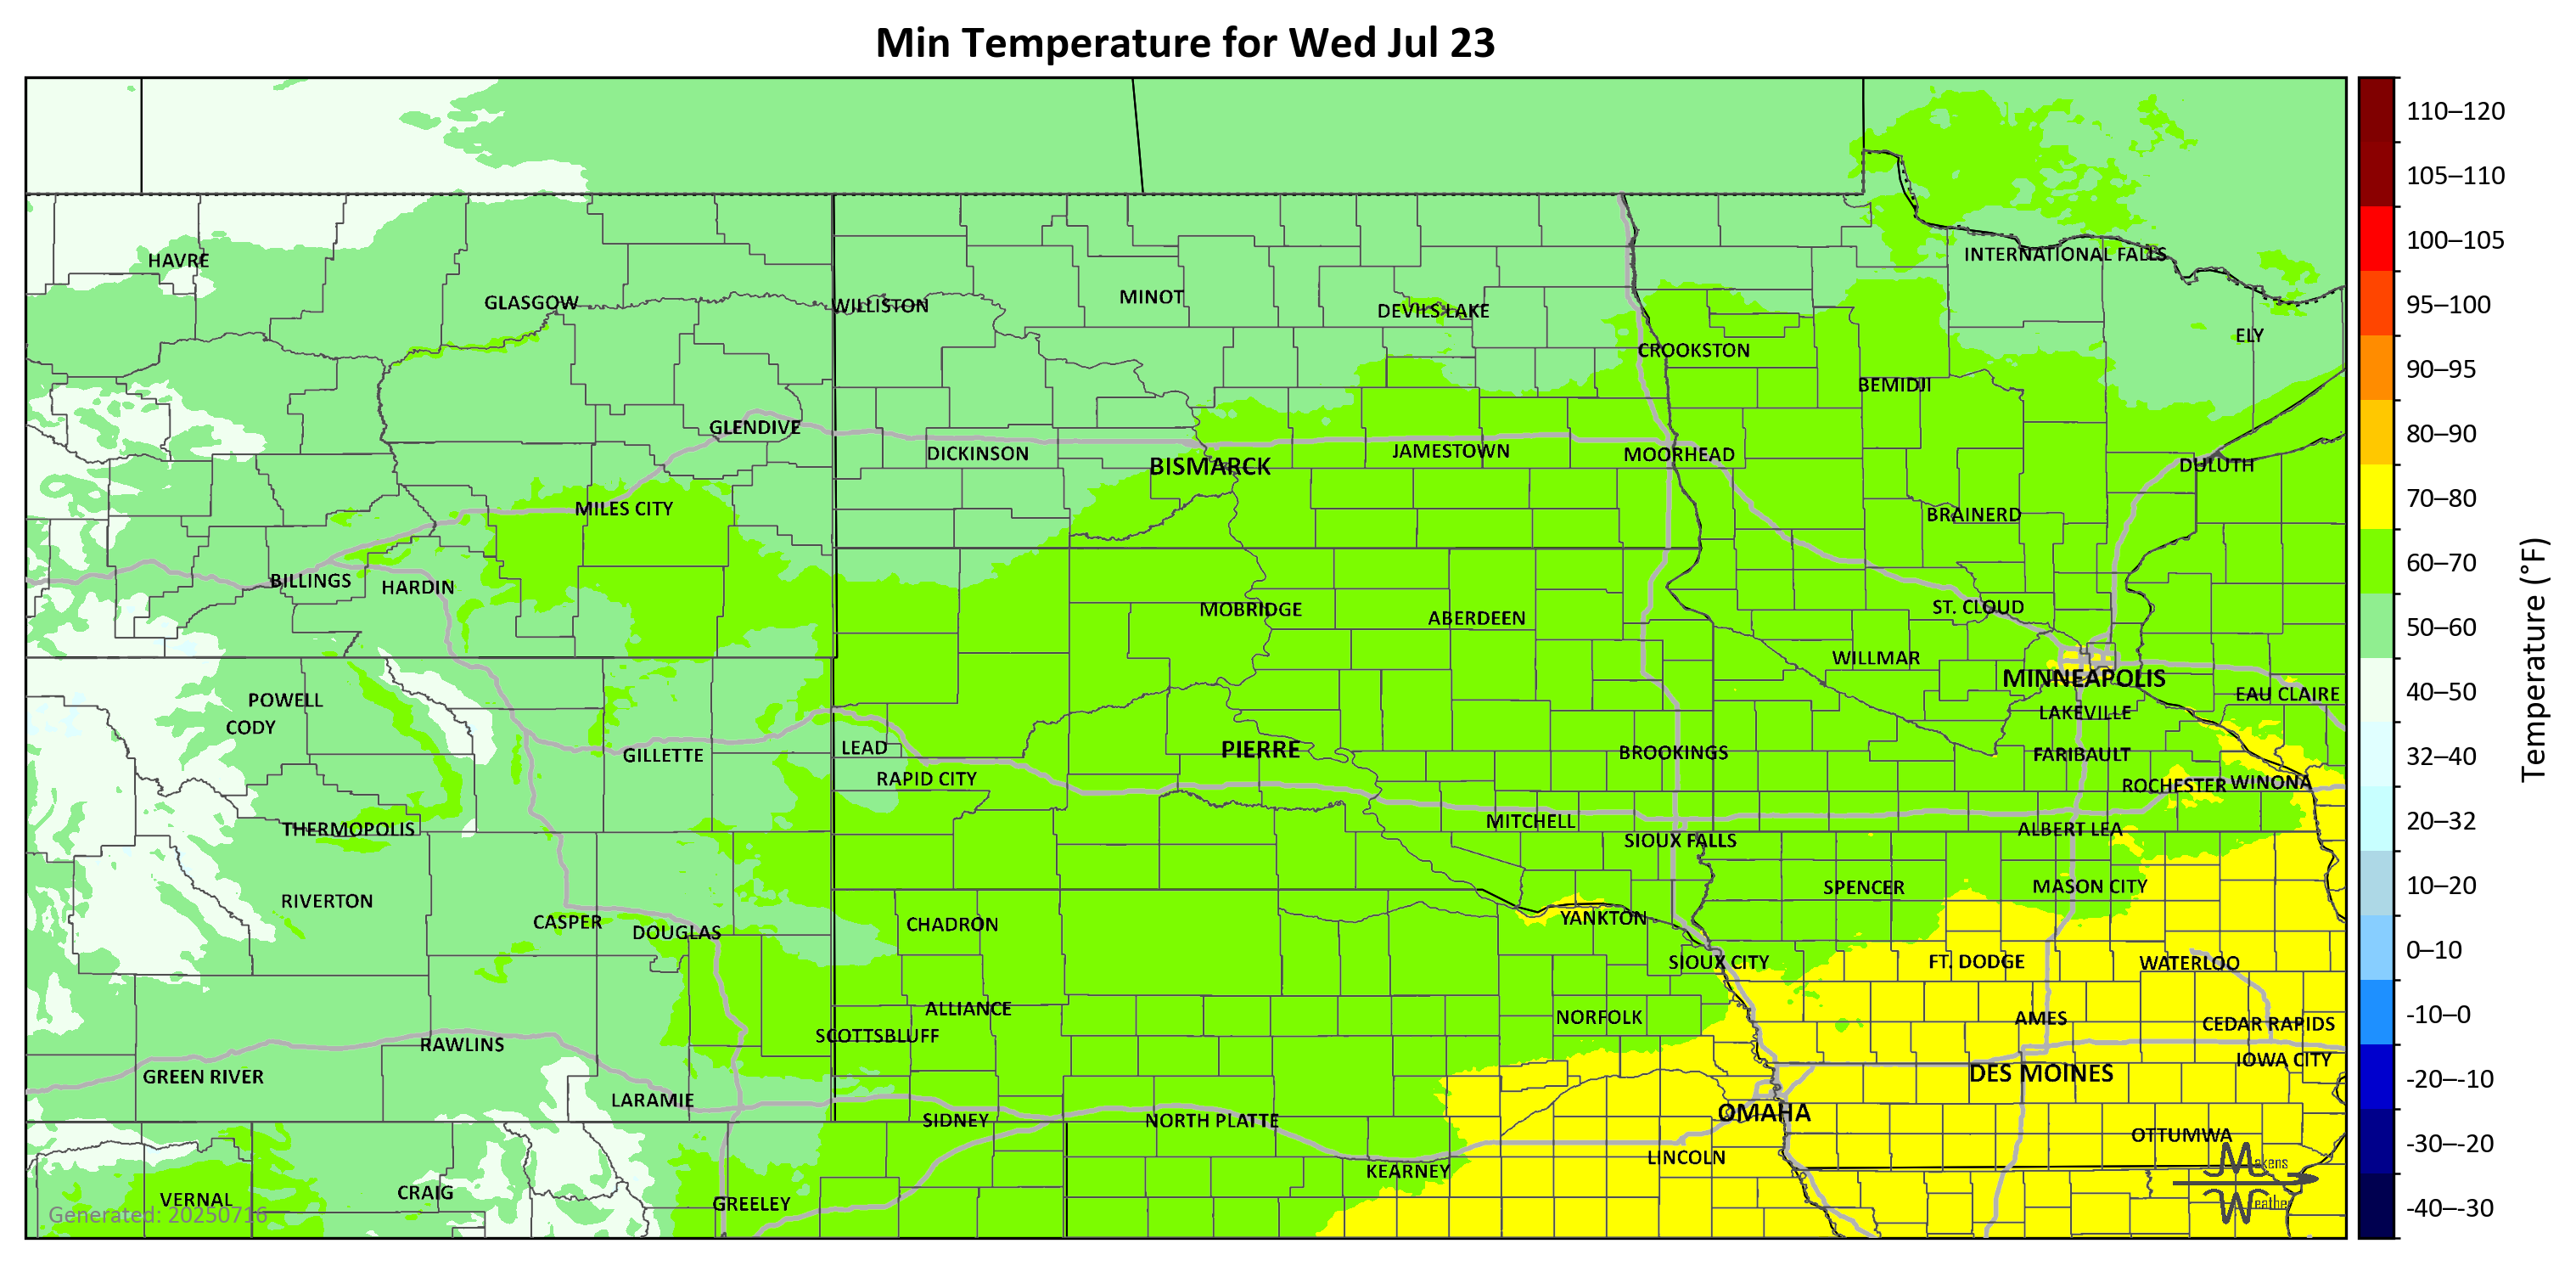 Min Temperature for Wed Jul 23
110–120
105–110
100–105
95–100
90–95
80–90
70–80
60–70
50–60
40–50
32–40
20–32
10–20
0–10
-10–0
-20–-10
-30–-20
-40–-30
Temperature (°F)
HAVRE
GLASGOW
WILLISTON
MINOT
DEVILS LAKE
INTERNATIONAL FALLS
ELY
CROOKSTON
BEMIDJI
GLENDIVE
DICKINSON
BISMARCK
JAMESTOWN
MOORHEAD
DULUTH
MILES CITY
BRAINERD
BILLINGS
HARDIN
MOBRIDGE
ABERDEEN
ST. CLOUD
WILLMAR
MINNEAPOLIS
EAU CLAIRE
POWELL
CODY
LAKEVILLE
GILLETTE
LEAD
PIERRE
BROOKINGS
FARIBAULT
RAPID CITY
ROCHESTER
WINONA
THERMOPOLIS
MITCHELL
SIOUX FALLS
ALBERT LEA
RIVERTON
SPENCER
MASON CITY
CASPER
DOUGLAS
CHADRON
YANKTON
SIOUX CITY
FT. DODGE
WATERLOO
ALLIANCE
NORFOLK
AMES
CEDAR RAPIDS
SCOTTSBLUFF
RAWLINS
IOWA CITY
GREEN RIVER
DES MOINES
LARAMIE
SIDNEY
NORTH PLATTE
OMAHA
OTTUMWA
KEARNEY
LINCOLN
VERNAL
CRAIG
GREELEY
Makens
Weather
Generated: 20250716